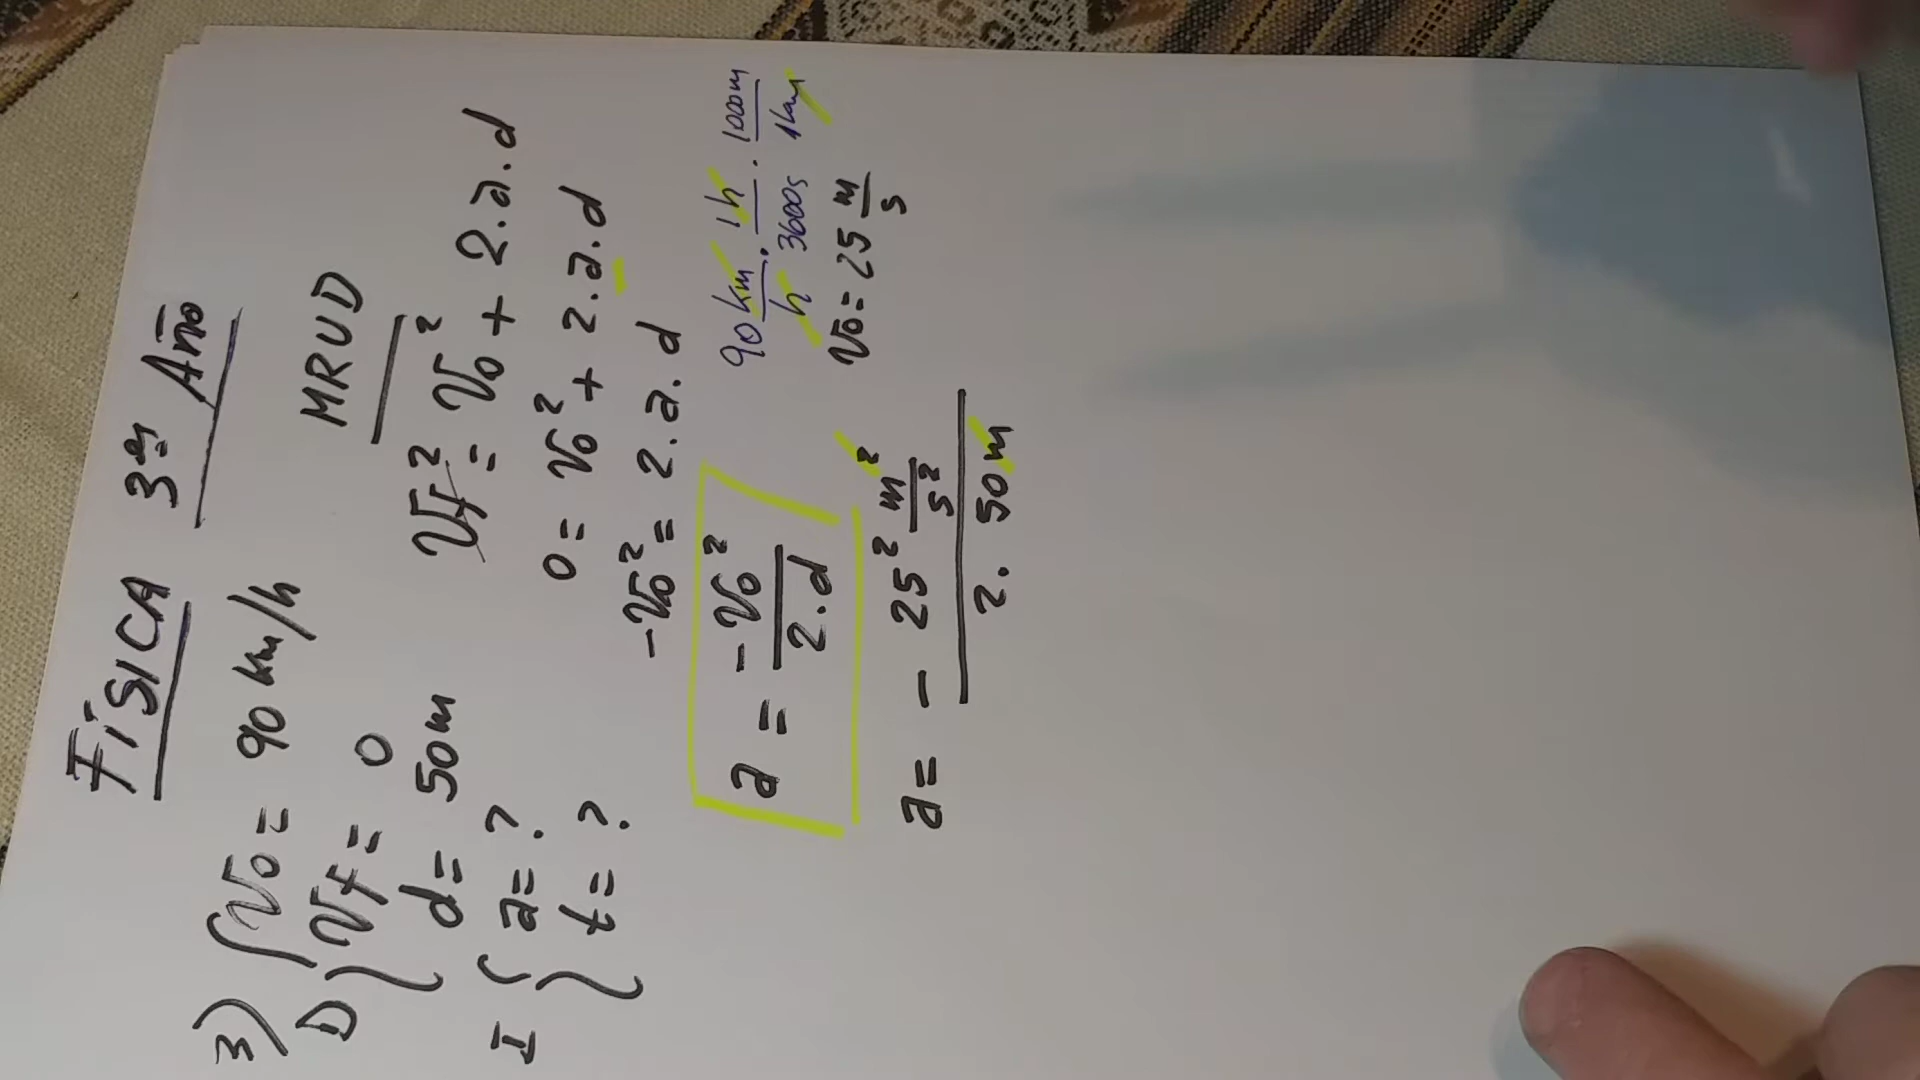 FÍSICA 3er Año
3)
D { Vo = 90 km/h
Vf = 0
d = 50m
I { a = ?
t = ?
MRUD
Vf² = Vo² + 2.a.d
0 = Vo² + 2.a.d
-Vo² = 2.a.d
a = -Vo² / 2.d
90 km/h . 1h/3600s . 1000m/1km
Vo = 25 m/s
a = - 25² m²/s² / 2. 50m